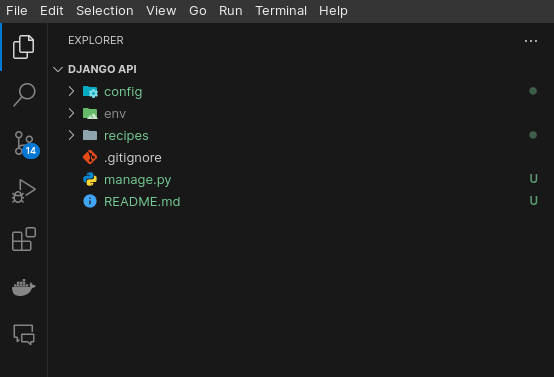 File Edit Selection View Go Run Terminal Help
EXPLORER
DJANGO API
config
env
recipes
.gitignore
14
manage.py U
README.md U